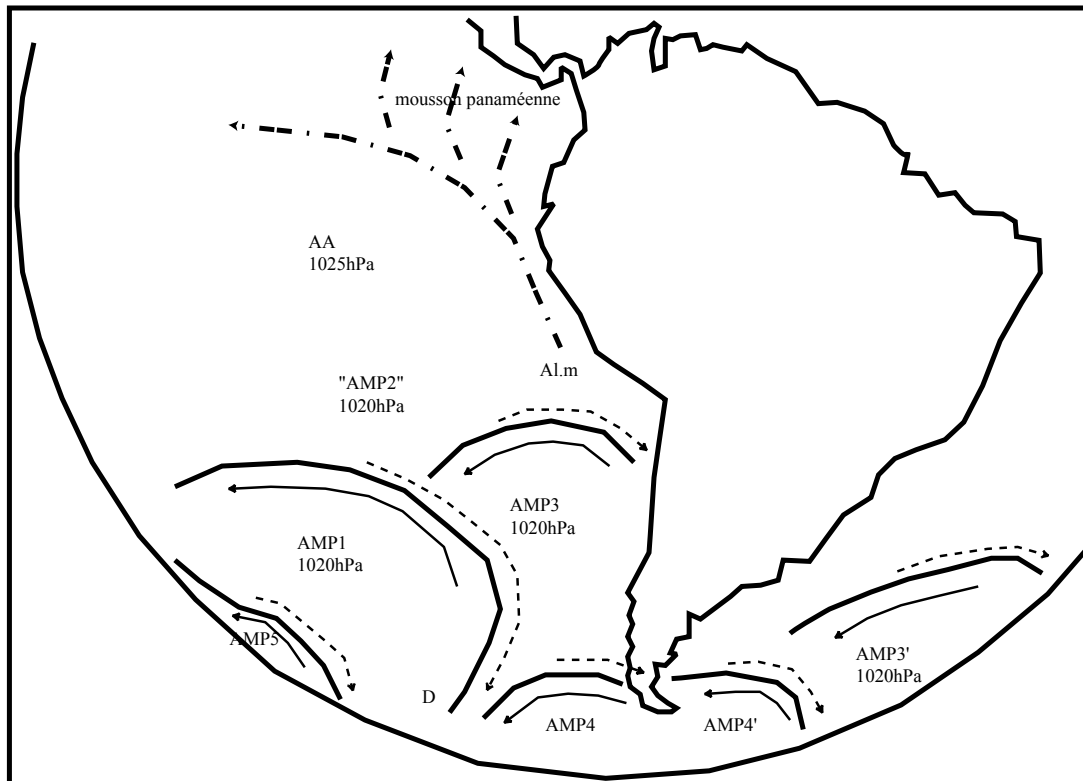 mousson panaméenne
AA
1025hPa
Al.m
"AMP2"
1020hPa
AMP3
1020hPa
AMP1
1020hPa
AMP5
AMP3'
1020hPa
D
AMP4
AMP4'